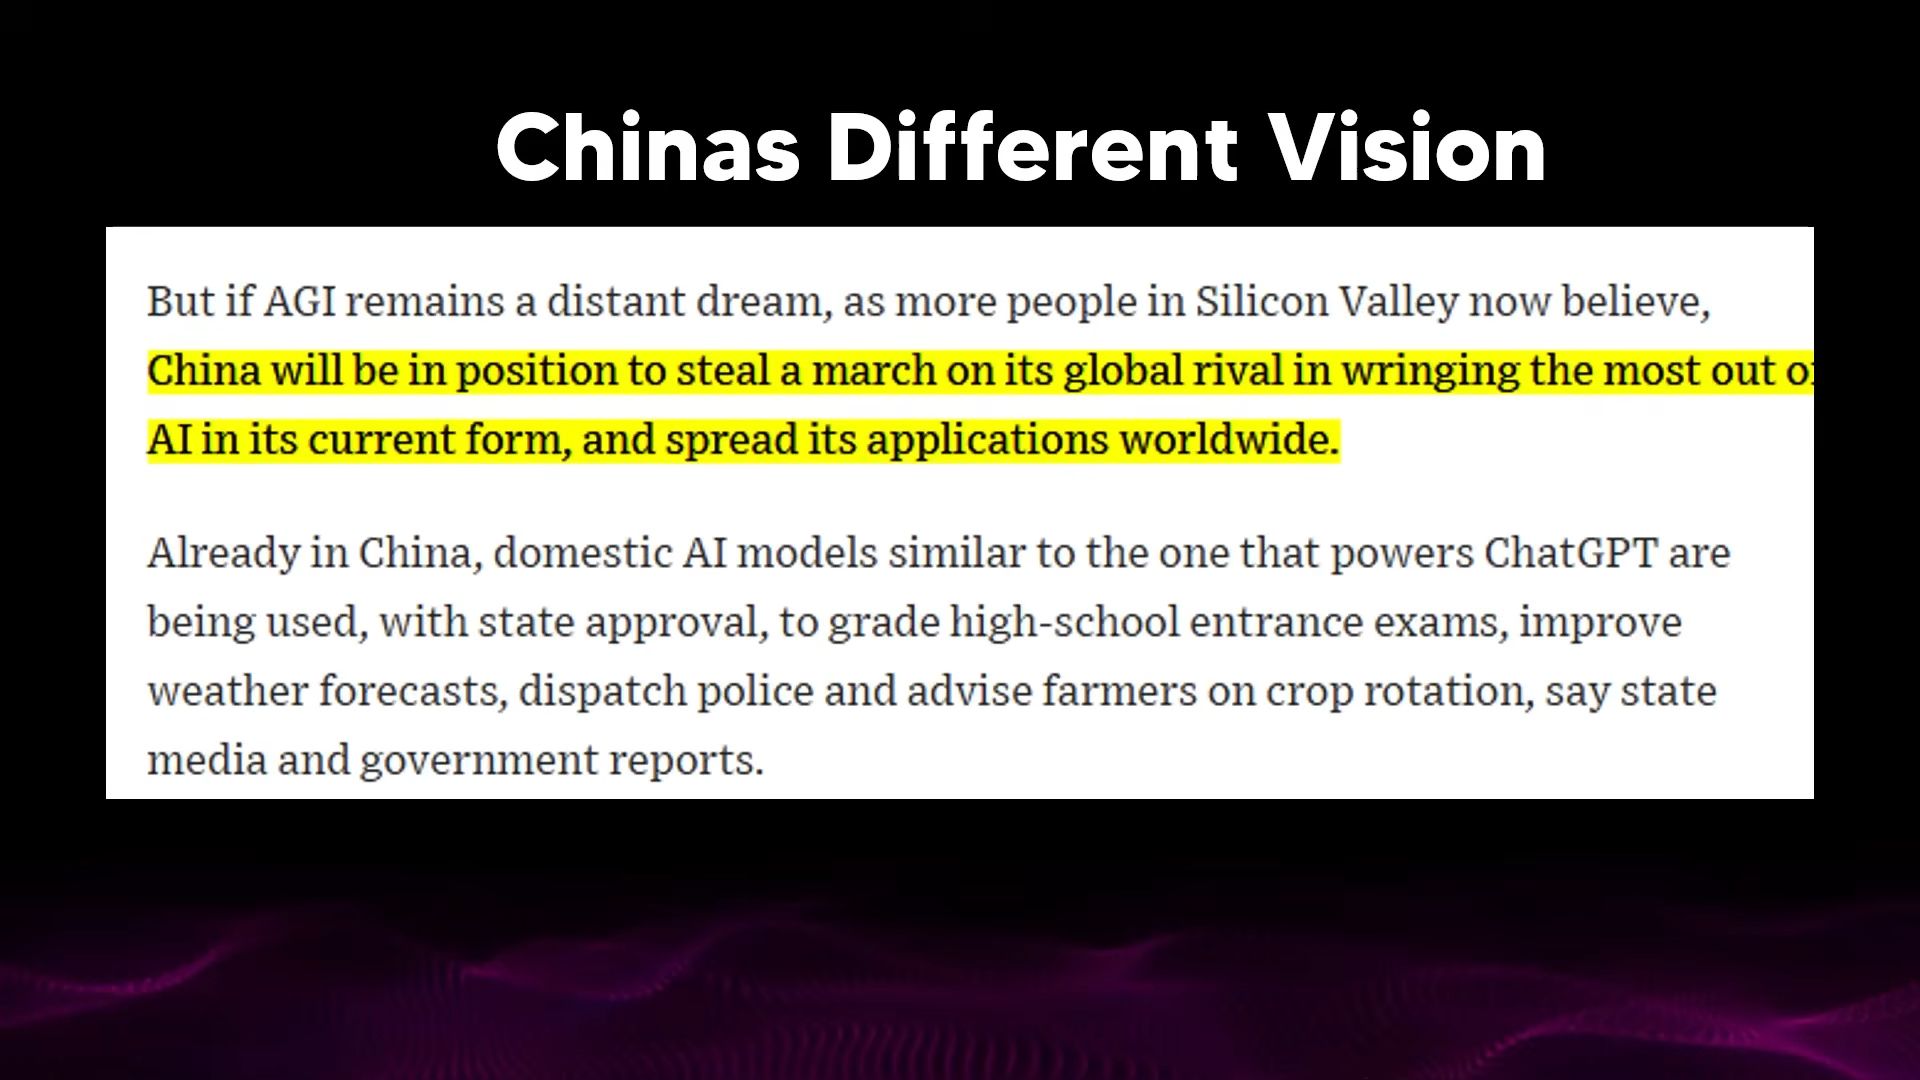 Chinas Different Vision
But if AGI remains a distant dream, as more people in Silicon Valley now believe,
China will be in position to steal a march on its global rival in wringing the most out of
AI in its current form, and spread its applications worldwide.
Already in China, domestic AI models similar to the one that powers ChatGPT are
being used, with state approval, to grade high-school entrance exams, improve
weather forecasts, dispatch police and advise farmers on crop rotation, say state
media and government reports.